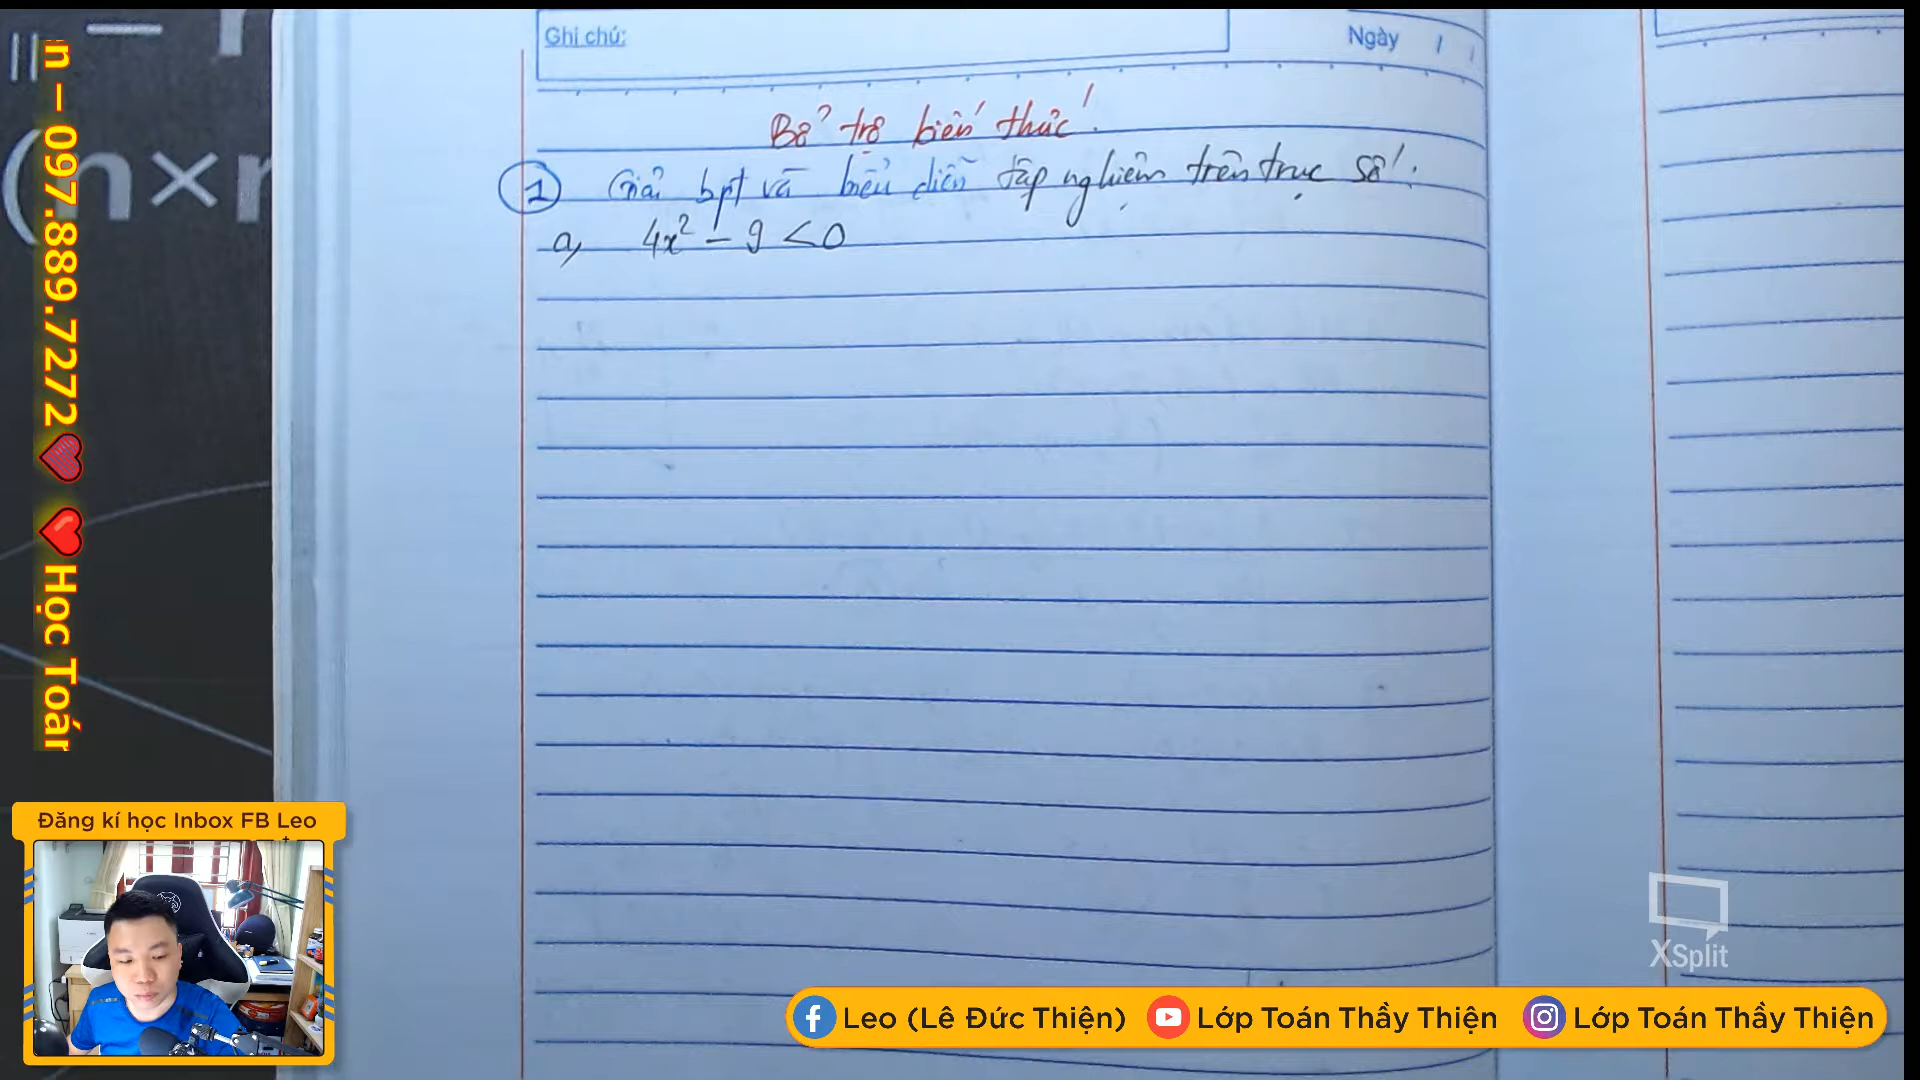 Ghi chú:
Ngày / /
Bổ trợ kiến thức!
1 Giải bpt và biểu diễn tập nghiệm trên trục số!
a, 4x² - 9 < 0
n – 097.889.7272 ❤ ❤ Học Toán
(n×n
Đăng kí học Inbox FB Leo
XSplit
Leo (Lê Đức Thiện) Lớp Toán Thầy Thiện Lớp Toán Thầy Thiện